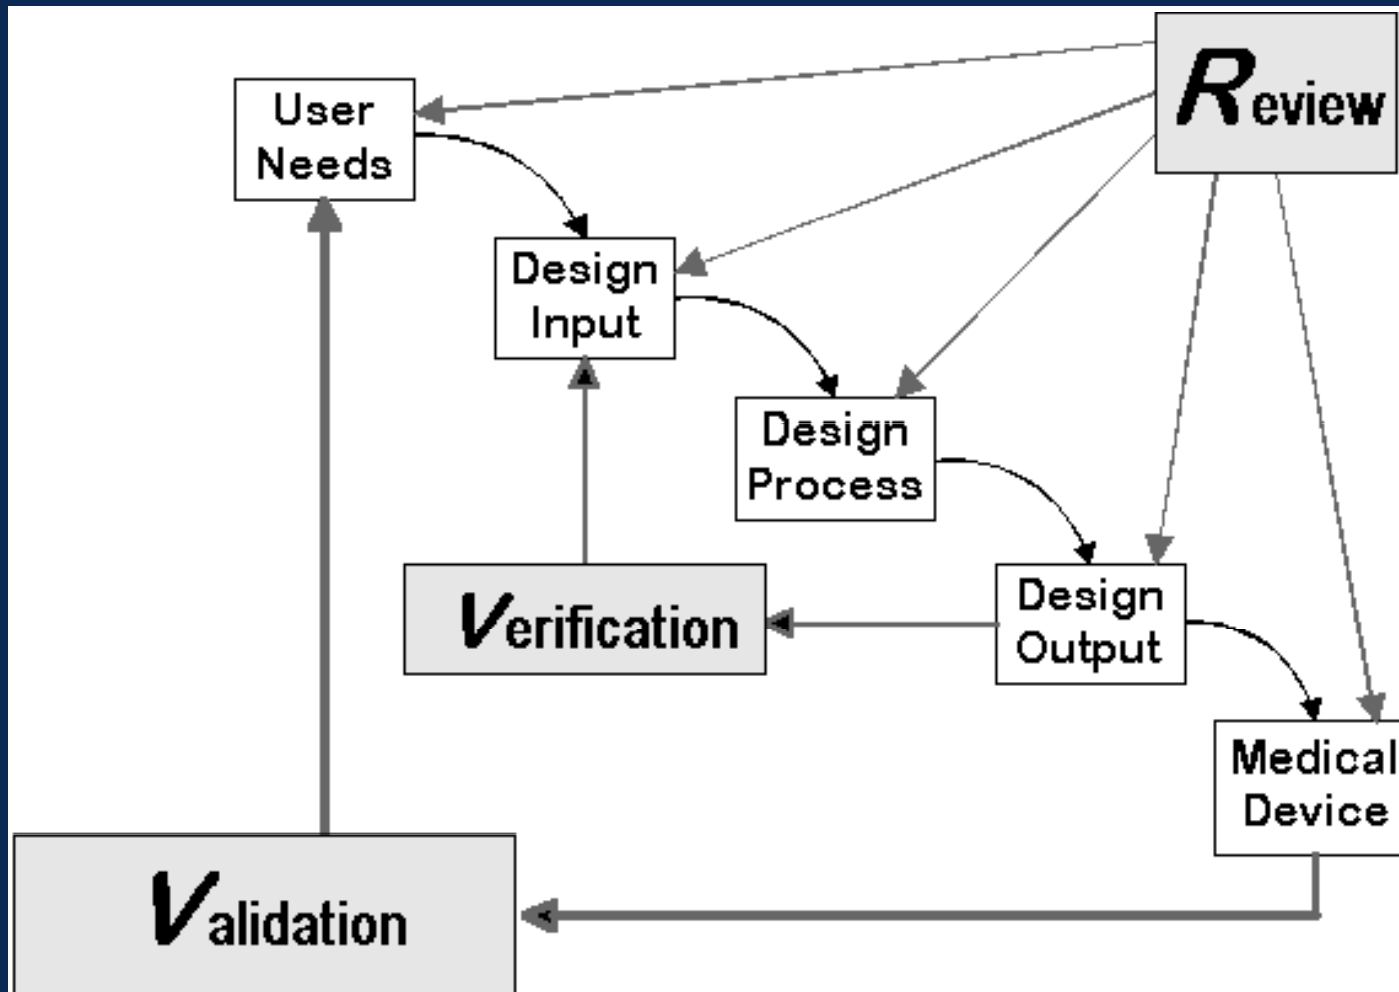 Review
User
Needs
Design
Input
Design
Process
Verification
Design
Output
Medical
Device
Validation